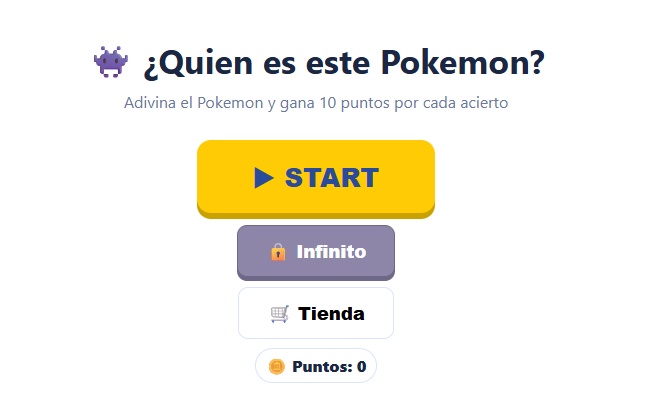 ¿Quien es este Pokemon?
Adivina el Pokemon y gana 10 puntos por cada acierto
START
Infinito
Tienda
Puntos: 0